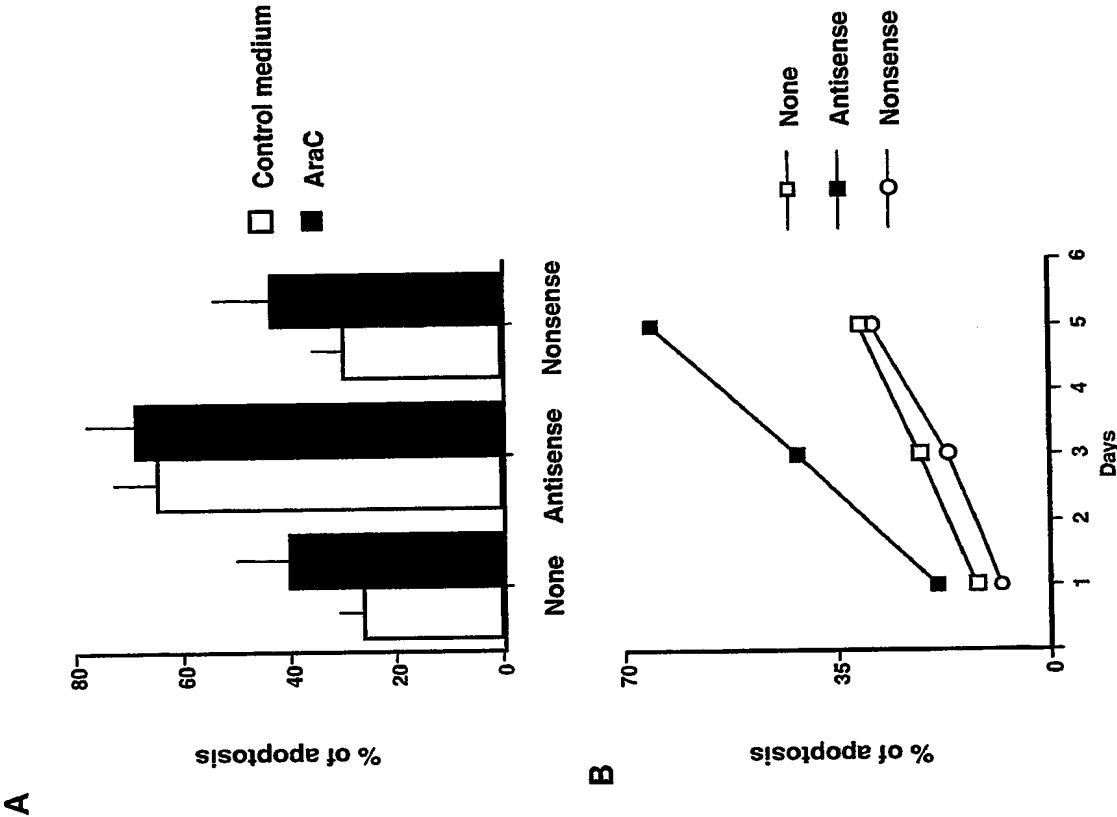 A
% of apoptosis
80
60
40
20
0
None
Antisense
Nonsense
Control medium
AraC
B
% of apoptosis
70
35
0
1
2
3
4
5
6
Days
None
Antisense
Nonsense